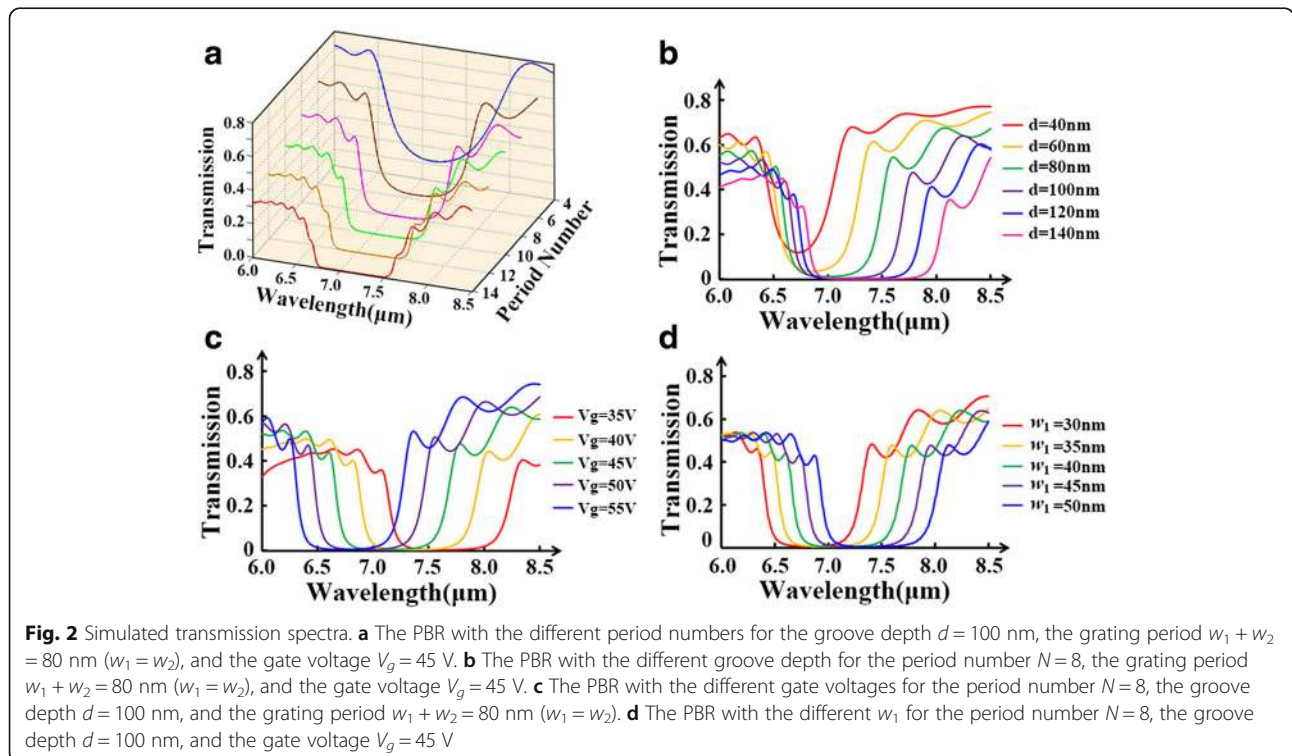 a
Transmission
0.8
0.6
0.4
0.2
0.0
6.0 6.5 7.0 7.5 8.0 8.5
Wavelength(μm)
4
6
8
10
12
14
Period Number
b
Transmission
0.8
0.6
0.4
0.2
0
6.0 6.5 7.0 7.5 8.0 8.5
Wavelength(μm)
d=40nm
d=60nm
d=80nm
d=100nm
d=120nm
d=140nm
c
Transmission
0.8
0.6
0.4
0.2
0
6.0 6.5 7.0 7.5 8.0 8.5
Wavelength(μm)
Vg=35V
Vg=40V
Vg=45V
Vg=50V
Vg=55V
d
Transmission
0.8
0.6
0.4
0.2
0
6.0 6.5 7.0 7.5 8.0 8.5
Wavelength(μm)
w₁=30nm
w₁=35nm
w₁=40nm
w₁=45nm
w₁=50nm
Fig. 2 Simulated transmission spectra. a The PBR with the different period numbers for the groove depth d = 100 nm, the grating period w₁ + w₂
= 80 nm (w₁ = w₂), and the gate voltage V_g = 45 V. b The PBR with the different groove depth for the period number N = 8, the grating period
w₁ + w₂ = 80 nm (w₁ = w₂), and the gate voltage V_g = 45 V. c The PBR with the different gate voltages for the period number N = 8, the groove
depth d = 100 nm, and the grating period w₁ + w₂ = 80 nm (w₁ = w₂). d The PBR with the different w₁ for the period number N = 8, the groove
depth d = 100 nm, and the gate voltage V_g = 45 V